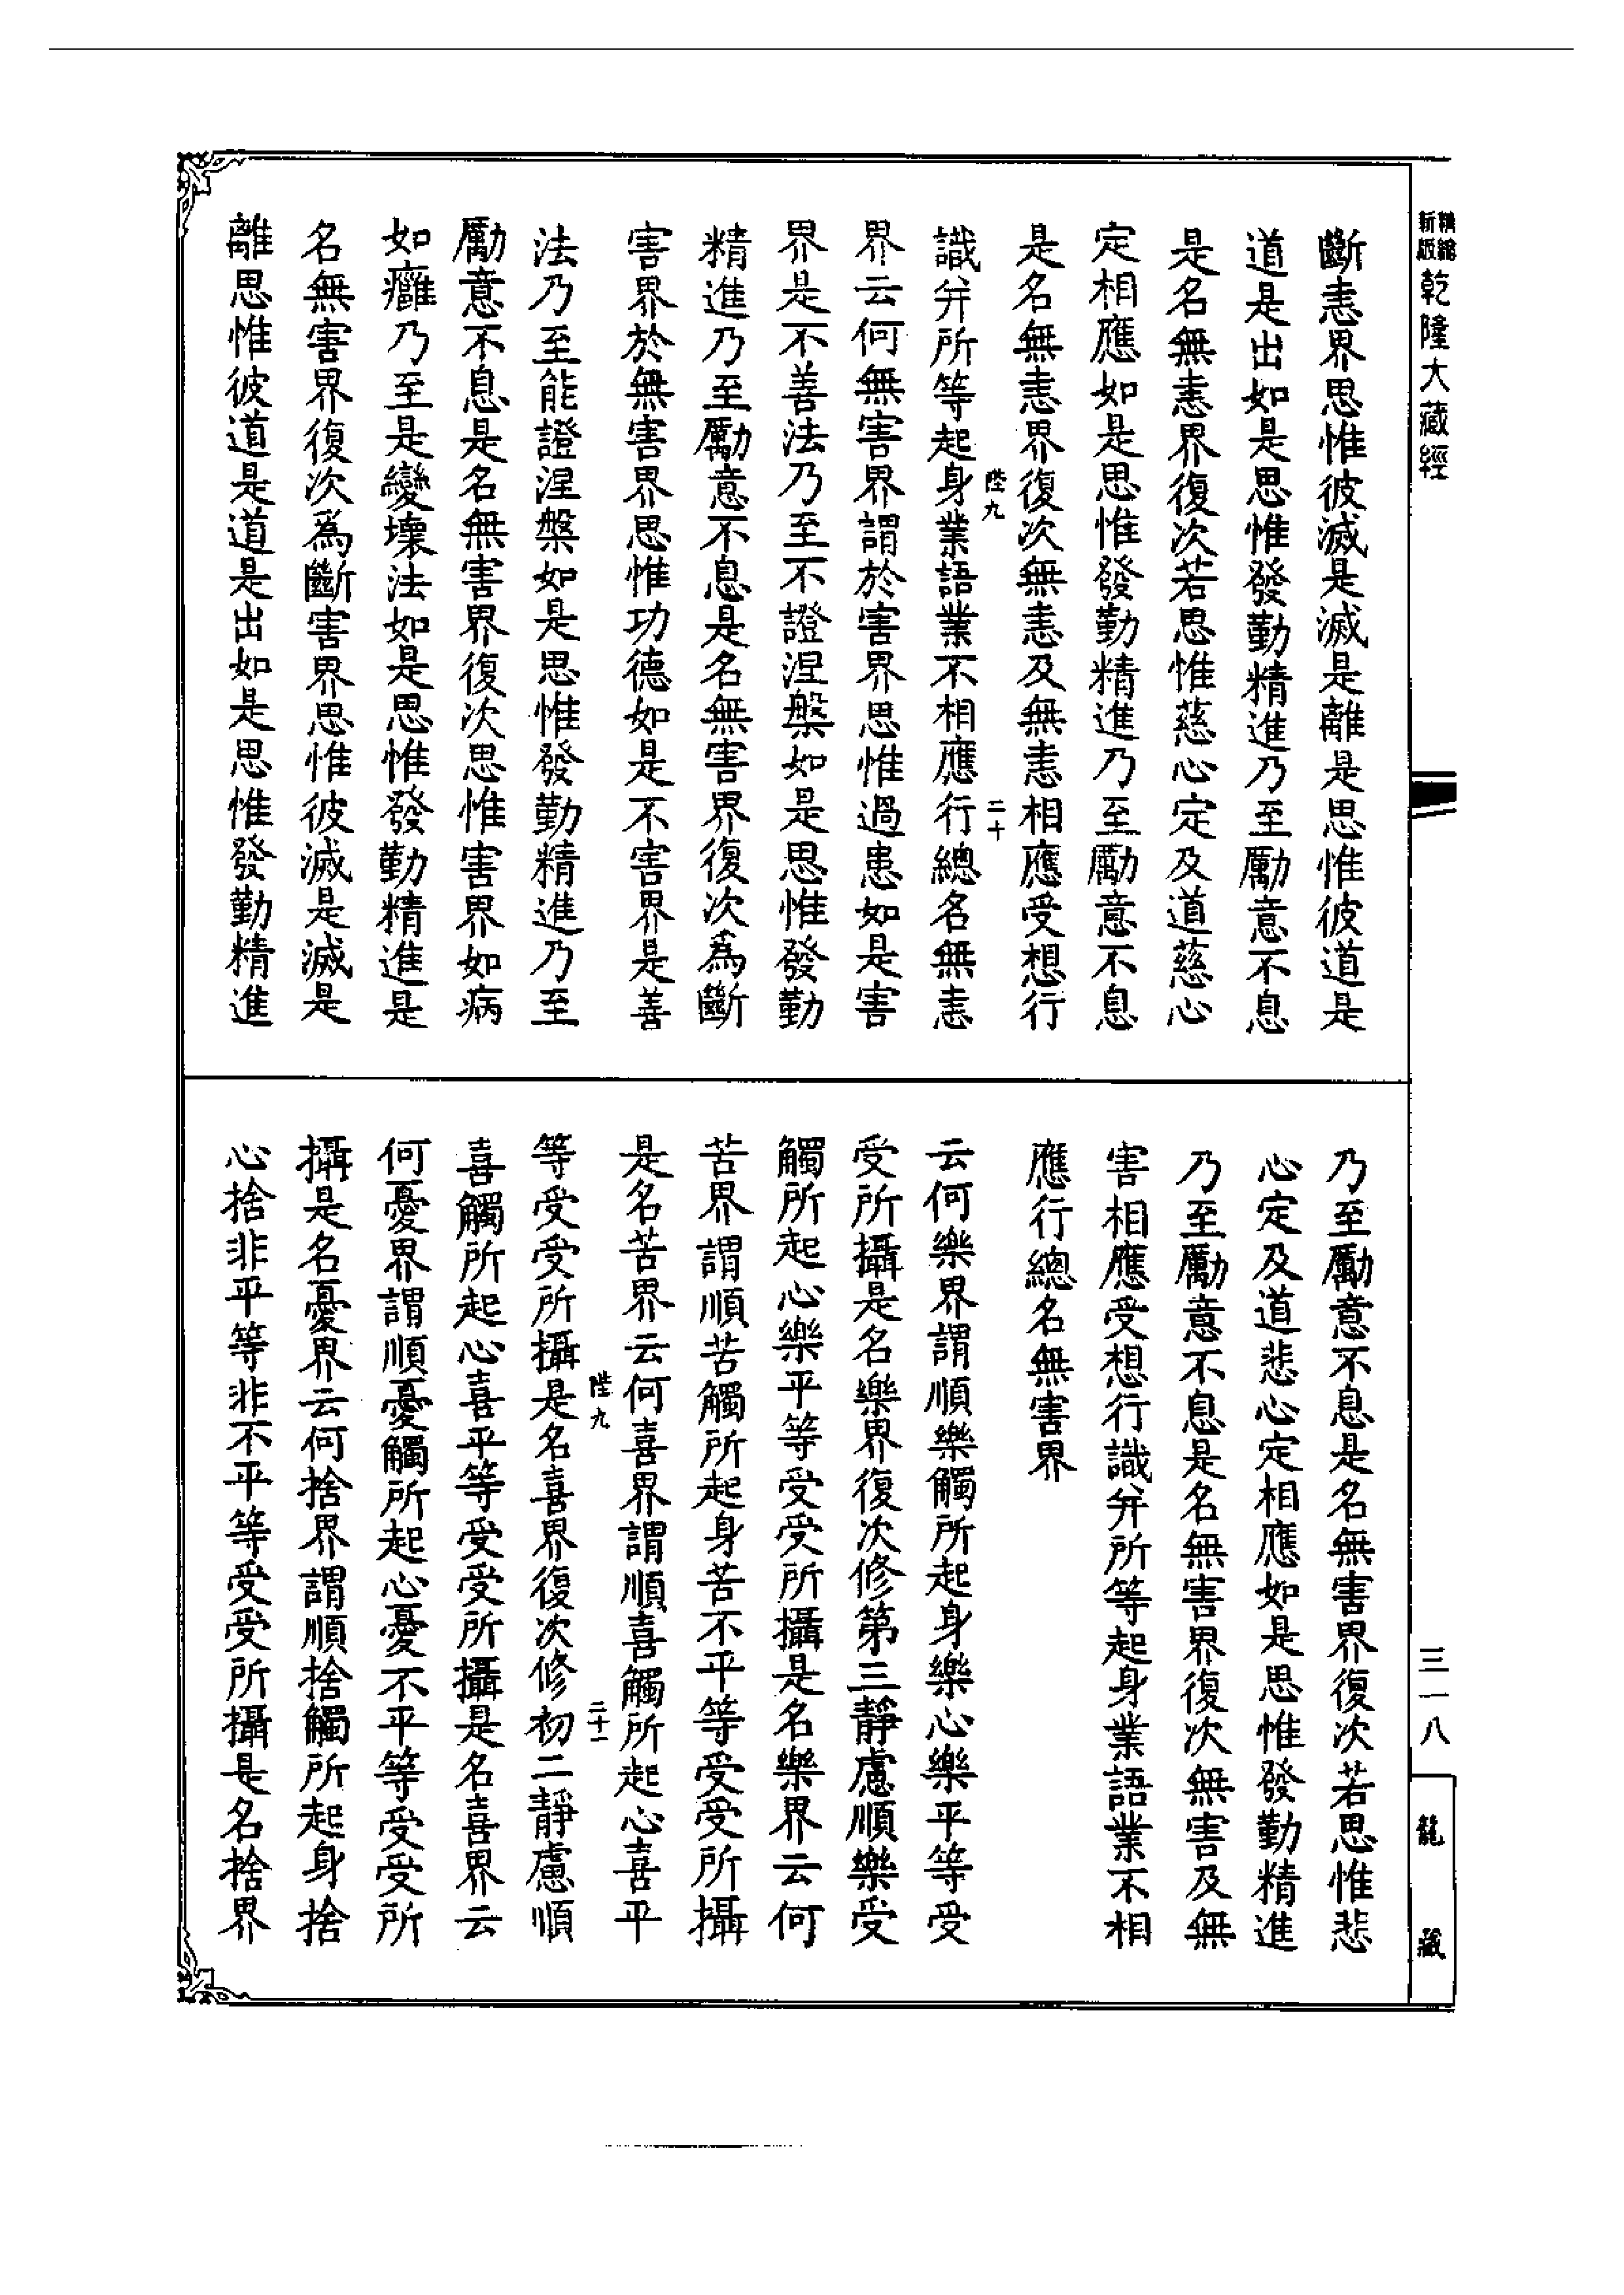 精縮新版乾隆大藏經
斷恚界思惟彼滅是滅是離是思惟彼道是
道是出如是思惟發勤精進乃至勵意不息
是名無恚界復次若思惟慈心定及道慈心
定相應如是思惟發勤精進乃至勵意不息
是名無恚界復次無恚及無恚相應受想行
陛九 二十
識并所等起身業語業不相應行總名無恚
界云何無害界謂於害界思惟過患如是害
界是不善法乃至不證涅槃如是思惟發勤
精進乃至勵意不息是名無害界復次為斷
害界於無害界思惟功德如是不害界是善
法乃至能證涅槃如是思惟發勤精進乃至
勵意不息是名無害界復次思惟害界如病
如癰乃至是變壞法如是思惟發勤精進是
名無害界復次為斷害界思惟彼滅是滅是
離思惟彼道是道是出如是思惟發勤精進
乃至勵意不息是名無害界復次若思惟悲
心定及道悲心定相應如是思惟發勤精進
乃至勵意不息是名無害界復次無害及無
害相應受想行識并所等起身業語業不相
應行總名無害界
云何樂界謂順樂觸所起身樂心樂平等受
受所攝是名樂界復次修第三靜慮順樂受
觸所起心樂平等受受所攝是名樂界云何
苦界謂順苦觸所起身苦不平等受受所攝
是名苦界云何喜界謂順喜觸所起心喜平
陛九 二十一
等受受所攝是名喜界復次修初二靜慮順
喜觸所起心喜平等受受所攝是名喜界云
何憂界謂順憂觸所起心憂不平等受受所
攝是名憂界云何捨界謂順捨觸所起身捨
心捨非平等非不平等受受所攝是名捨界
三一八
龍藏